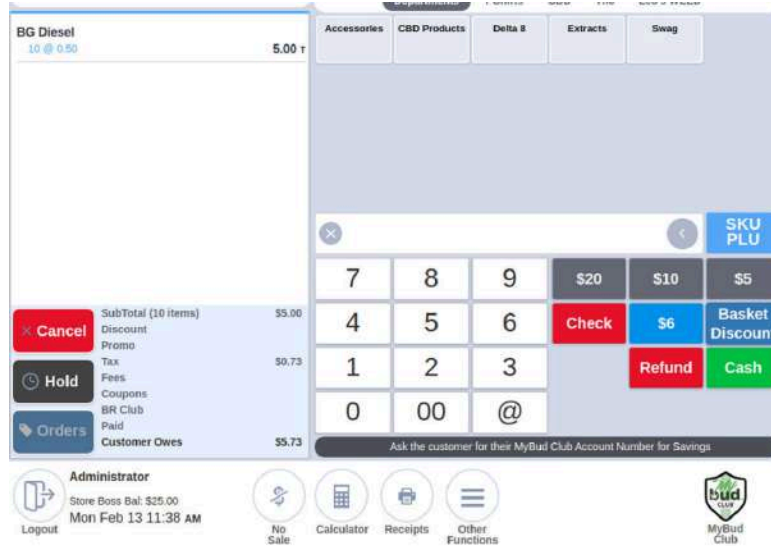 Departments
BG Diesel
10 @ 0.50 5.00 T
Accessories CBD Products Delta 8 Extracts Swag
SKU
PLU
7 8 9 $20 $10 $5
4 5 6 Check $6 Basket
Discoun
1 2 3 Refund Cash
0 00 @
Cancel
Hold
Orders
SubTotal (10 items) $5.00
Discount
Promo
Tax $0.73
Fees
Coupons
BR Club
Paid
Customer Owes $5.73
Ask the customer for their MyBud Club Account Number for Savings
Logout
Administrator
Store Boss Bal: $25.00
Mon Feb 13 11:38 AM
No
Sale
Calculator
Receipts
Other
Functions
bud
CLUB
MyBud
Club